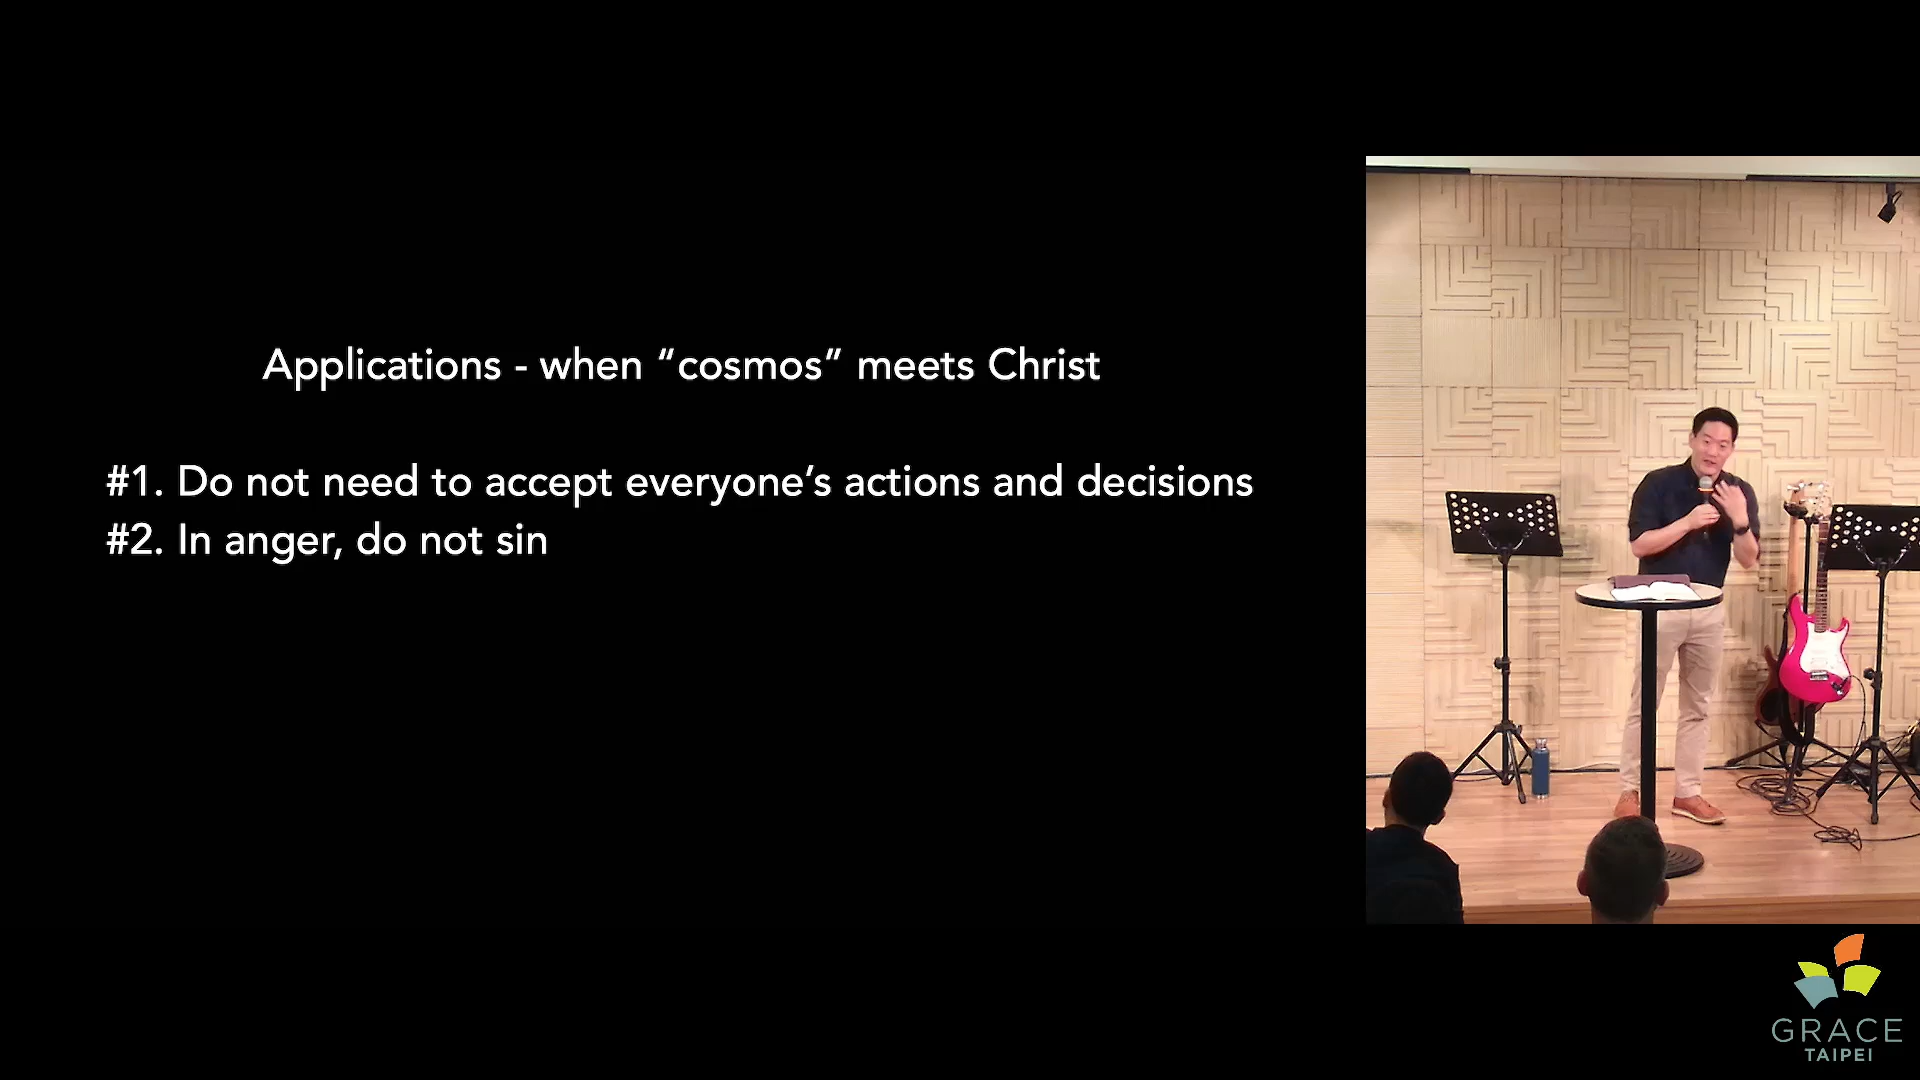 Applications - when “cosmos” meets Christ
#1. Do not need to accept everyone’s actions and decisions
#2. In anger, do not sin
GRACE
TAIPEI